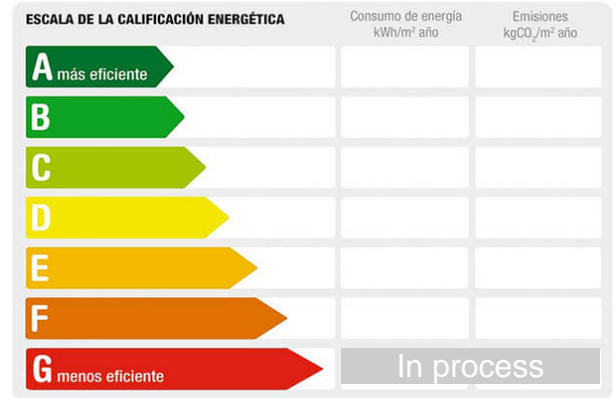 ESCALA DE LA CALIFICACIÓN ENERGÉTICA
Consumo de energía
kWh/m² año
Emisiones
kgCO₂/m² año
A más eficiente
B
C
D
E
F
G menos eficiente
In process